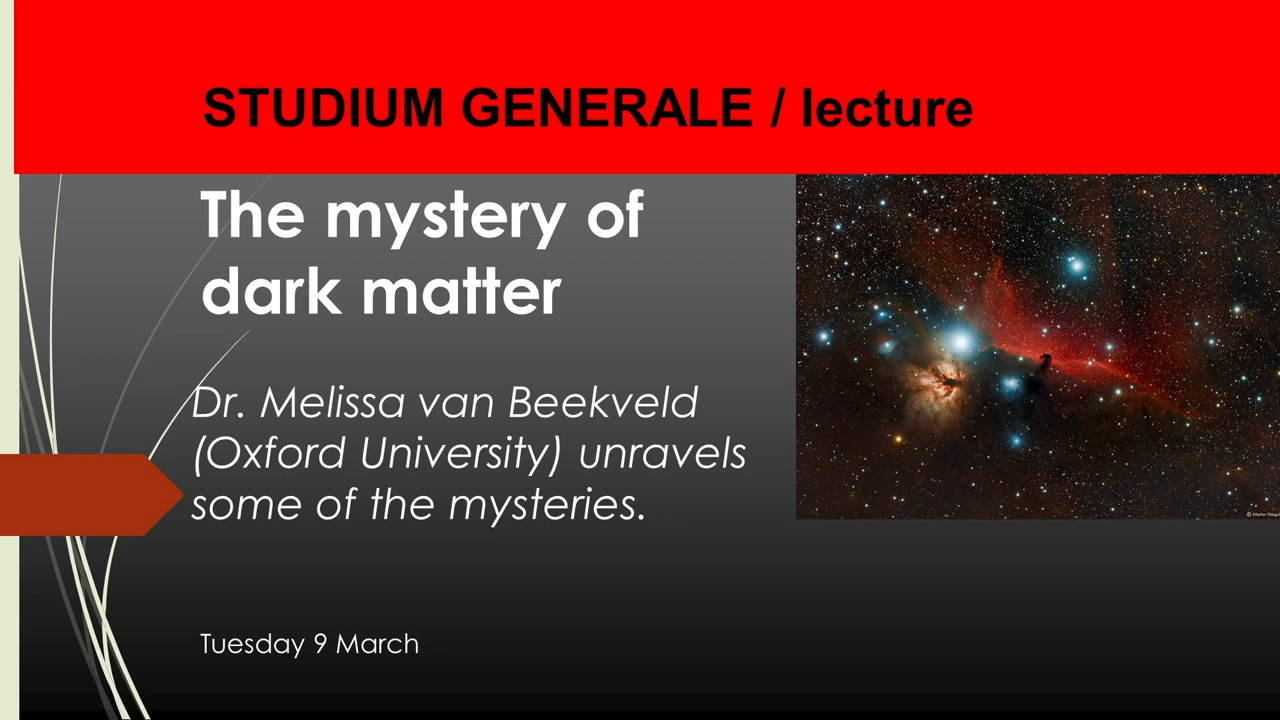 STUDIUM GENERALE / lecture
The mystery of
dark matter
Dr. Melissa van Beekveld
(Oxford University) unravels
some of the mysteries.
Tuesday 9 March